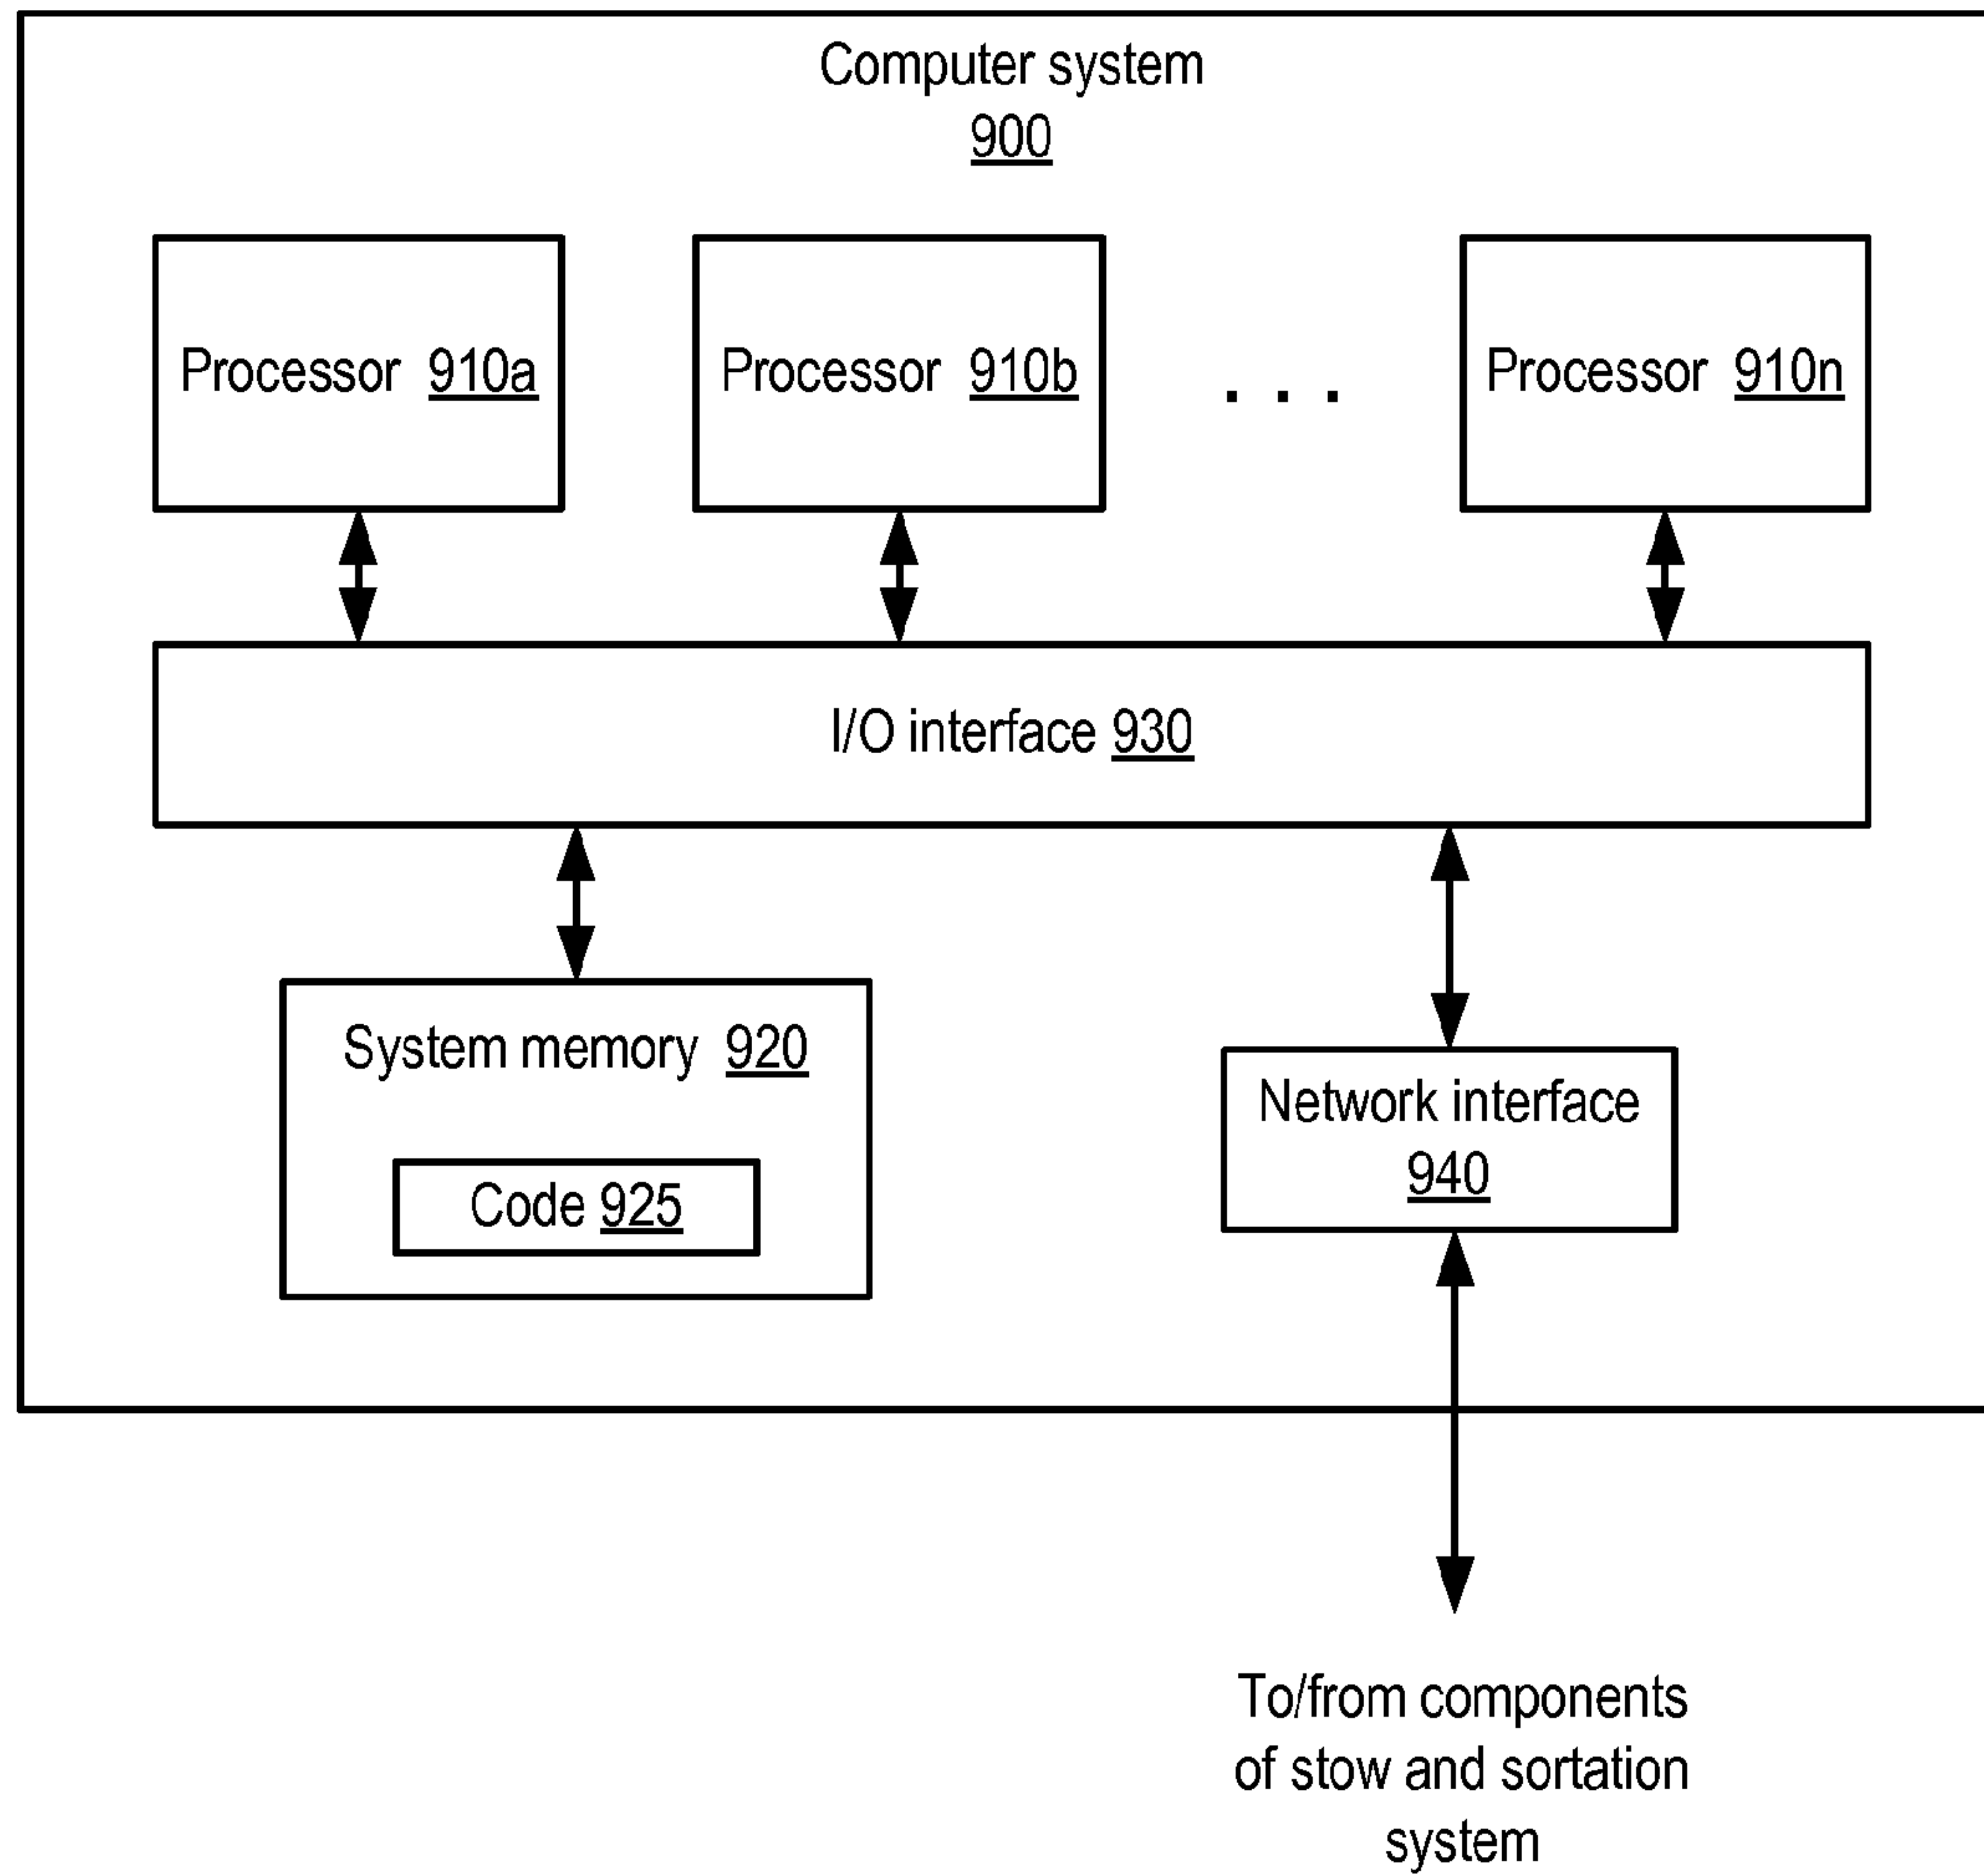 Computer system
900
Processor 910a
Processor 910b
. . .
Processor 910n
I/O interface 930
System memory 920
Code 925
Network interface
940
To/from components
of stow and sortation
system